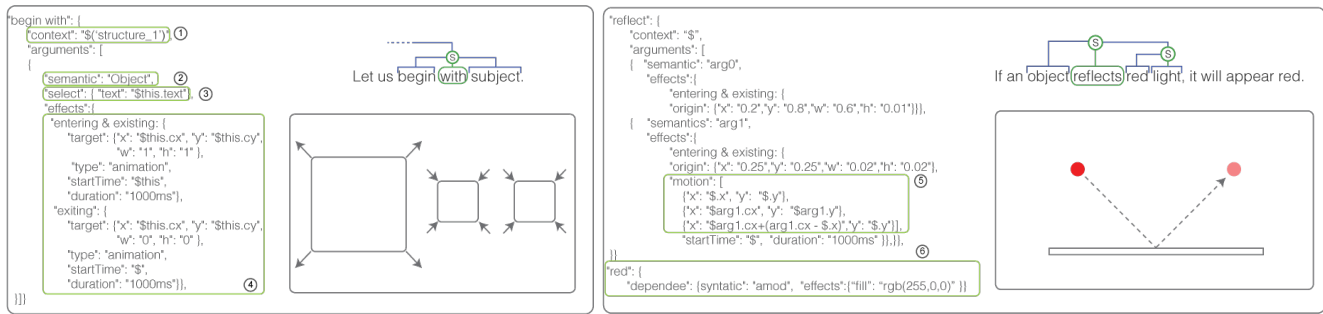 "begin with": {
"context": "$('structure_1')", ①
"arguments": [
{
"semantic": "Object", ②
"select": { "text": "$this.text"}, ③
"effects":{
"entering & existing: {
"target": {"x": "$this.cx", "y": "$this.cy",
"w": "1", "h": "1" },
"type": "animation",
"startTime": "$this",
"duration": "1000ms"},
"exiting": {
"target": {"x": "$this.cx", "y": "$this.cy",
"w": "0", "h": "0" },
"type": "animation",
"startTime": "$",
"duration": "1000ms"}}, ④
}]}
S
Let us begin with subject.
"reflect": {
"context": "$",
"arguments": [
{ "semantic": "arg0",
"effects":{
"entering & existing: {
"origin": {"x": "0.2","y": "0.8","w": "0.6","h": "0.01"}}},
{ "semantics": "arg1",
"effects":{
"entering & existing: {
"origin": {"x": "0.25","y": "0.25","w": "0.02","h": "0.02"},
"motion": [ ⑤
{"x": "$.x", "y": "$.y"},
{"x": "$arg1.cx", "y": "$arg1.y"},
{"x": "$arg1.cx+(arg1.cx - $.x)","y": "$.y"}],
"startTime": "$", "duration": "1000ms" }},}},
}} ⑥
"red": {
"dependee": {syntatic": "amod", "effects":{"fill": "rgb(255,0,0)" }}
S
S
If an object reflects red light, it will appear red.